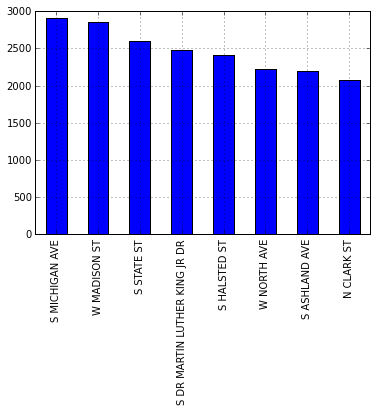 3000
2500
2000
1500
1000
500
0
S MICHIGAN AVE
W MADISON ST
S STATE ST
S DR MARTIN LUTHER KING JR DR
S HALSTED ST
W NORTH AVE
S ASHLAND AVE
N CLARK ST